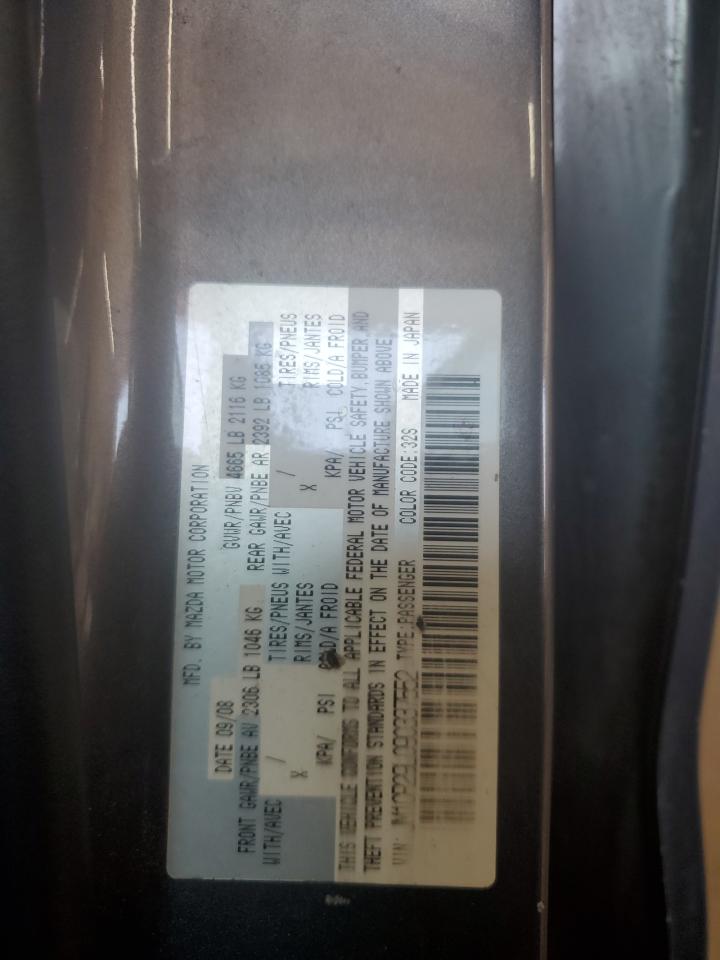 MFD. BY MAZDA MOTOR CORPORATION
DATE 09/08 GVWR/PNBV 4665 LB 2116 KG
FRONT GAWR/PNBE AV 2306 LB 1046 KG REAR GAWR/PNBE AR 2392 LB 1085 KG
WITH/AVEC TIRES/PNEUS WITH/AVEC TIRES/PNEUS
/ X RIMS/JANTES / X RIMS/JANTES
KPA/ PSI COLD/A FROID KPA/ PSI COLD/A FROID
THIS VEHICLE CONFORMS TO ALL APPLICABLE FEDERAL MOTOR VEHICLE SAFETY, BUMPER AND
THEFT PREVENTION STANDARDS IN EFFECT ON THE DATE OF MANUFACTURE SHOWN ABOVE.
VIN: TYPE:PASSENGER COLOR CODE:32S MADE IN JAPAN